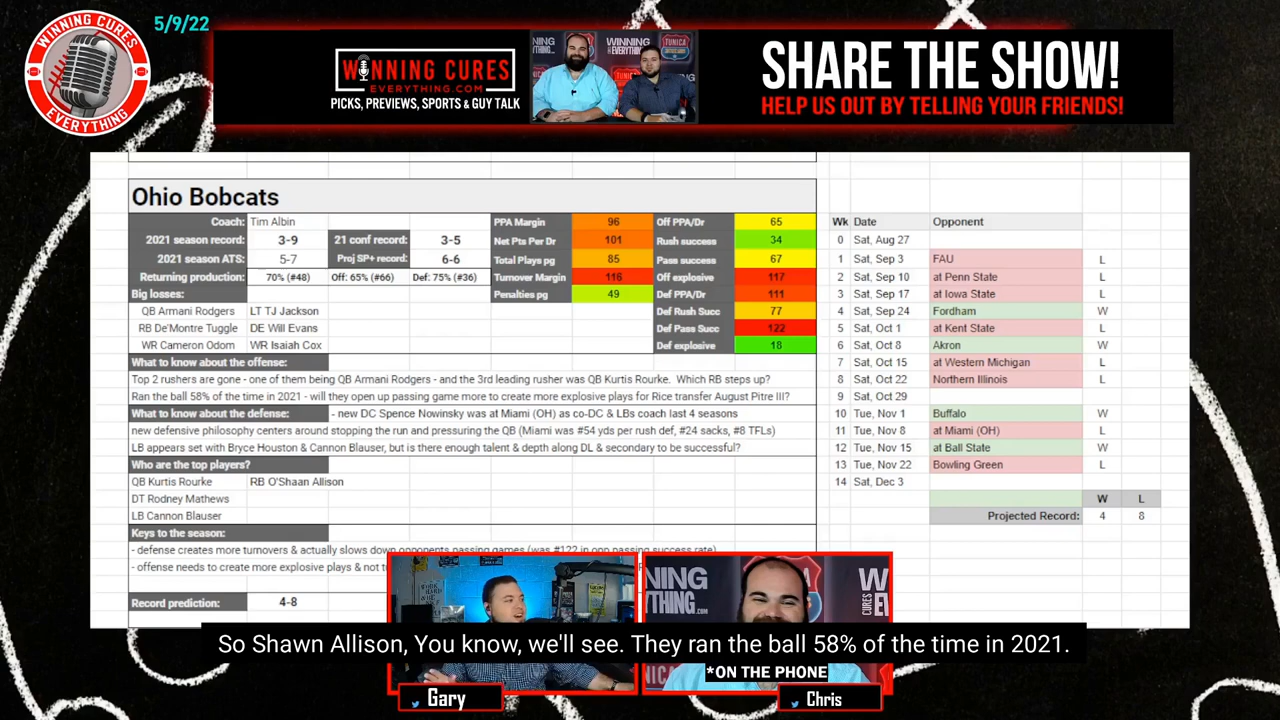 5/9/22
WINNING CURES
EVERYTHING
WINNING CURES
EVERYTHING.COM
PICKS, PREVIEWS, SPORTS & GUY TALK
SHARE THE SHOW!
HELP US OUT BY TELLING YOUR FRIENDS!
Ohio Bobcats
Coach: Tim Albin PPA Margin 96 Off PPA/Dr 65
2021 season record: 3-9 21 conf record: 3-5 Net Pts Per Dr 101 Rush success 34
2021 season ATS: 5-7 Proj SP+ record: 6-6 Total Plays pg 85 Pass success 67
Returning production: 70% (#48) Off: 65% (#66) Def: 75% (#36) Turnover Margin 116 Off explosive 117
Big losses: Penalties pg 49 Def PPA/Dr 111
QB Armani Rodgers LT TJ Jackson Def Rush Succ 77
RB De'Montre Tuggle DE Will Evans Def Pass Succ 122
WR Cameron Odom WR Isaiah Cox Def explosive 18
What to know about the offense:
Top 2 rushers are gone - one of them being QB Armani Rodgers - and the 3rd leading rusher was QB Kurtis Rourke. Which RB steps up?
Ran the ball 58% of the time in 2021 - will they open up passing game more to create more explosive plays for Rice transfer August Pitre III?
What to know about the defense: - new DC Spence Nowinsky was at Miami (OH) as co-DC & LBs coach last 4 seasons
new defensive philosophy centers around stopping the run and pressuring the QB (Miami was #54 yds per rush def, #24 sacks, #8 TFLs)
LB appears set with Bryce Houston & Cannon Blauser, but is there enough talent & depth along DL & secondary to be successful?
Who are the top players?
QB Kurtis Rourke RB O'Shaan Allison
DT Rodney Mathews
LB Cannon Blauser
Keys to the season:
- defense creates more turnovers & actually slows down opponents passing games (was #122 in opp passing success rate)
- offense needs to create more explosive plays & not
Record prediction: 4-8
Wk Date Opponent
0 Sat, Aug 27
1 Sat, Sep 3 FAU L
2 Sat, Sep 10 at Penn State L
3 Sat, Sep 17 at Iowa State L
4 Sat, Sep 24 Fordham W
5 Sat, Oct 1 at Kent State L
6 Sat, Oct 8 Akron W
7 Sat, Oct 15 at Western Michigan L
8 Sat, Oct 22 Northern Illinois L
9 Sat, Oct 29
10 Tue, Nov 1 Buffalo W
11 Tue, Nov 8 at Miami (OH) L
12 Tue, Nov 15 at Ball State W
13 Tue, Nov 22 Bowling Green L
14 Sat, Dec 3
W L
Projected Record: 4 8
So Shawn Allison, You know, we'll see. They ran the ball 58% of the time in 2021.
*ON THE PHONE
Gary
Chris